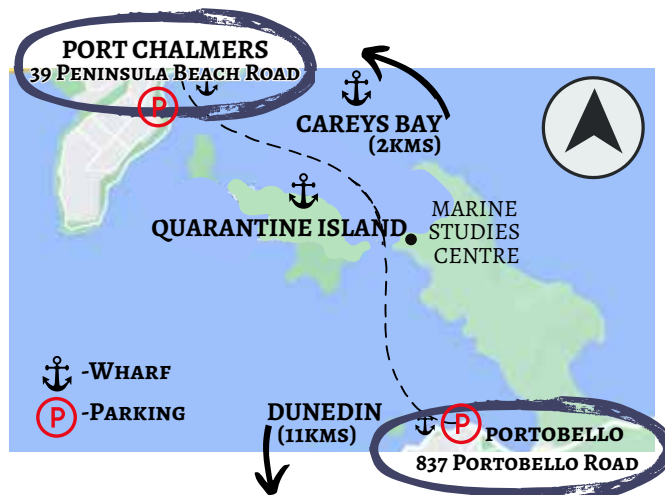 PORT CHALMERS
39 PENINSULA BEACH ROAD
P
CAREYS BAY
(2KMS)
QUARANTINE ISLAND
MARINE
STUDIES
CENTRE
-WHARF
P -PARKING
DUNEDIN
(11KMS)
P
PORTOBELLO
837 PORTOBELLO ROAD